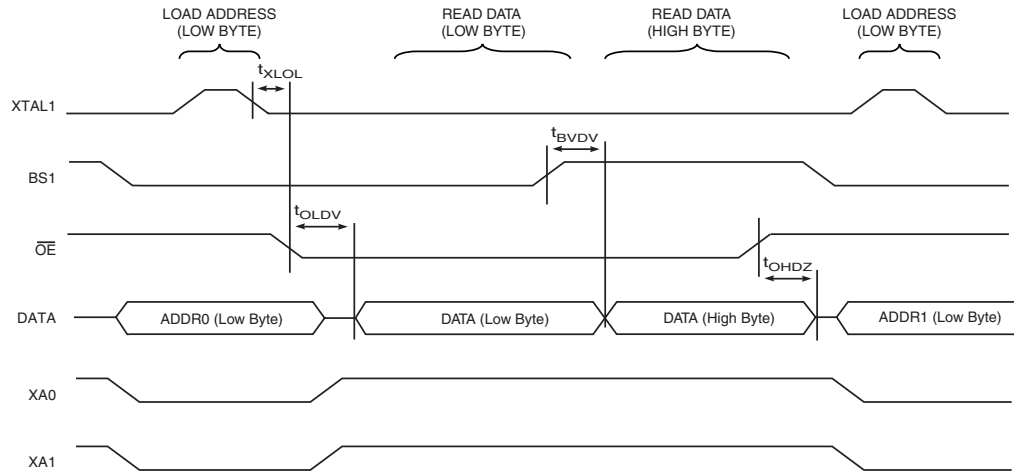 LOAD ADDRESS
(LOW BYTE)
READ DATA
(LOW BYTE)
READ DATA
(HIGH BYTE)
LOAD ADDRESS
(LOW BYTE)
tXLOL
XTAL1
tBVDV
BS1
tOLDV
OE
tOHDZ
DATA
ADDR0 (Low Byte)
DATA (Low Byte)
DATA (High Byte)
ADDR1 (Low Byte)
XA0
XA1